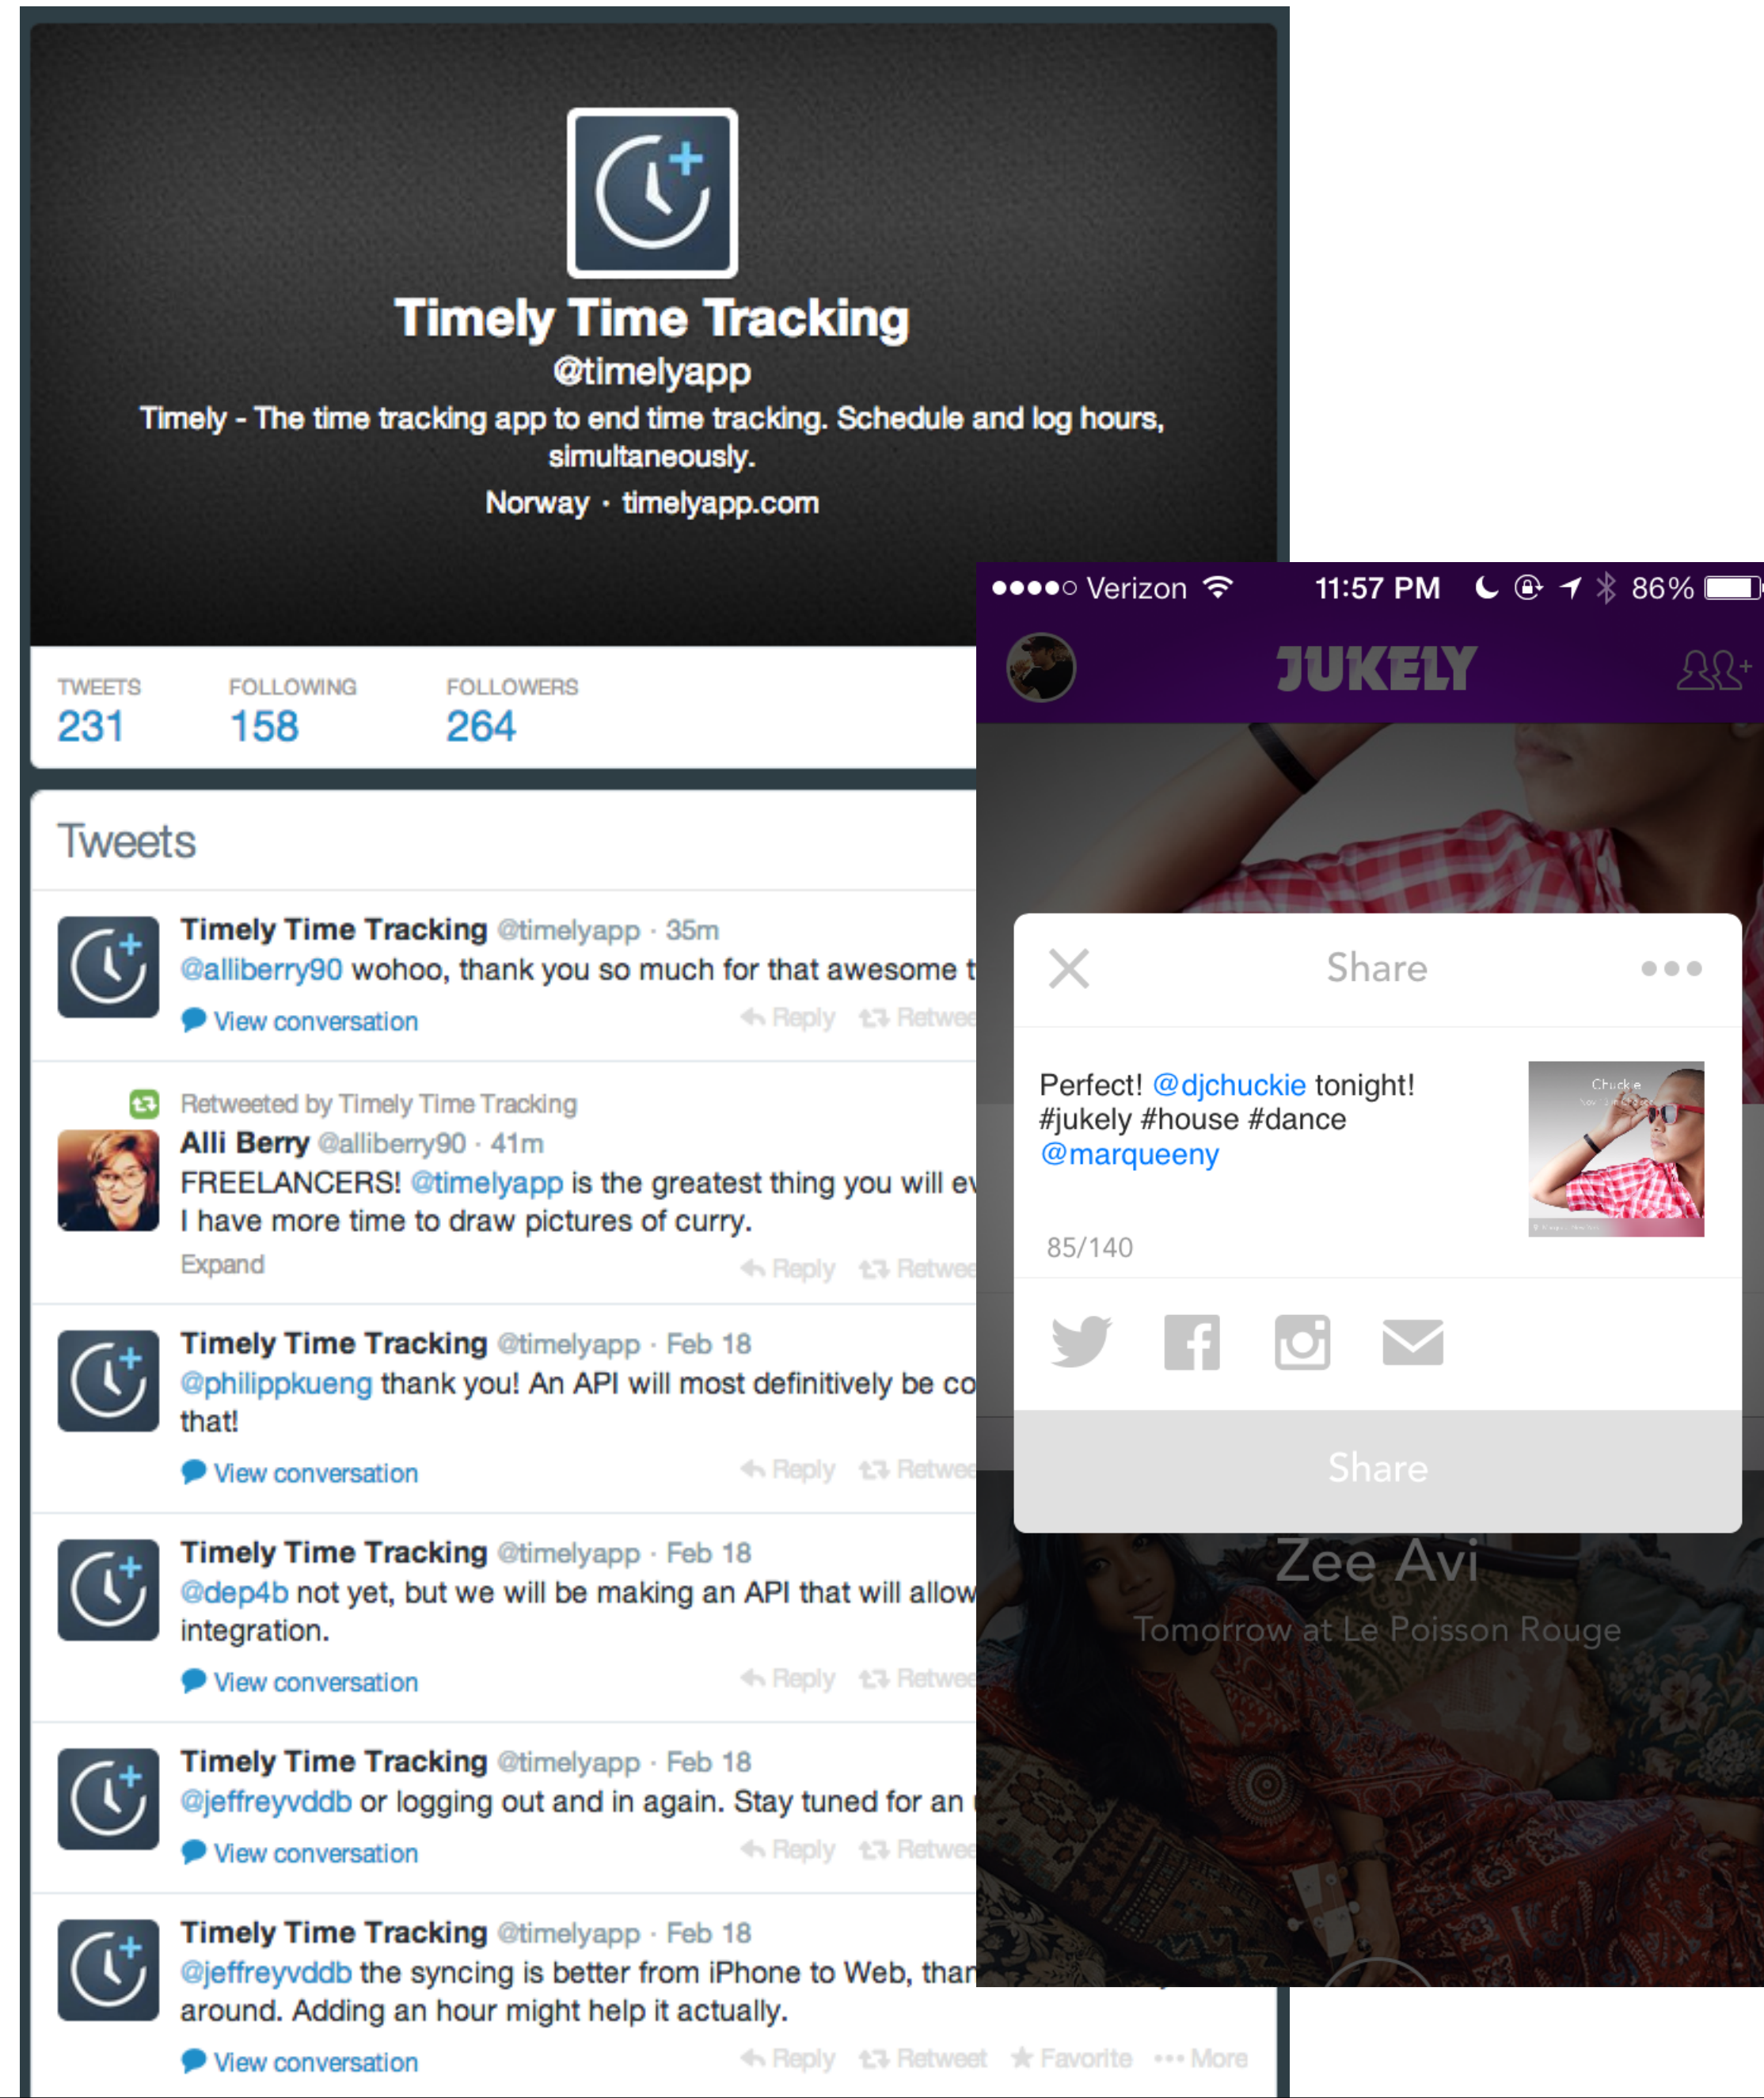 Timely Time Tracking
@timelyapp
Timely - The time tracking app to end time tracking. Schedule and log hours,
simultaneously.
Norway · timelyapp.com
TWEETS FOLLOWING FOLLOWERS
231 158 264
Tweets
Timely Time Tracking @timelyapp · 35m
@alliberry90 wohoo, thank you so much for that awesome
View conversation Reply
Retweeted by Timely Time Tracking
Alli Berry @alliberry90 · 41m
FREELANCERS! @timelyapp is the greatest thing you will
I have more time to draw pictures of curry.
Expand Reply
Timely Time Tracking @timelyapp · Feb 18
@philippkueng thank you! An API will most definitively be
that!
View conversation Reply
Timely Time Tracking @timelyapp · Feb 18
@dep4b not yet, but we will be making an API that will allow
integration.
View conversation Reply
Timely Time Tracking @timelyapp · Feb 18
@jeffreyvddb or logging out and in again. Stay tuned for an
View conversation Reply
Timely Time Tracking @timelyapp · Feb 18
@jeffreyvddb the syncing is better from iPhone to Web,
around. Adding an hour might help it actually.
View conversation Reply Retweet Favorite More
Verizon 11:57 PM 86%
JUKELY
Share
Perfect! @djchuckie tonight!
#jukely #house #dance
@marqueeny
85/140
Chuckie
Share
Zee Avi
Tomorrow at Le Poisson Rouge